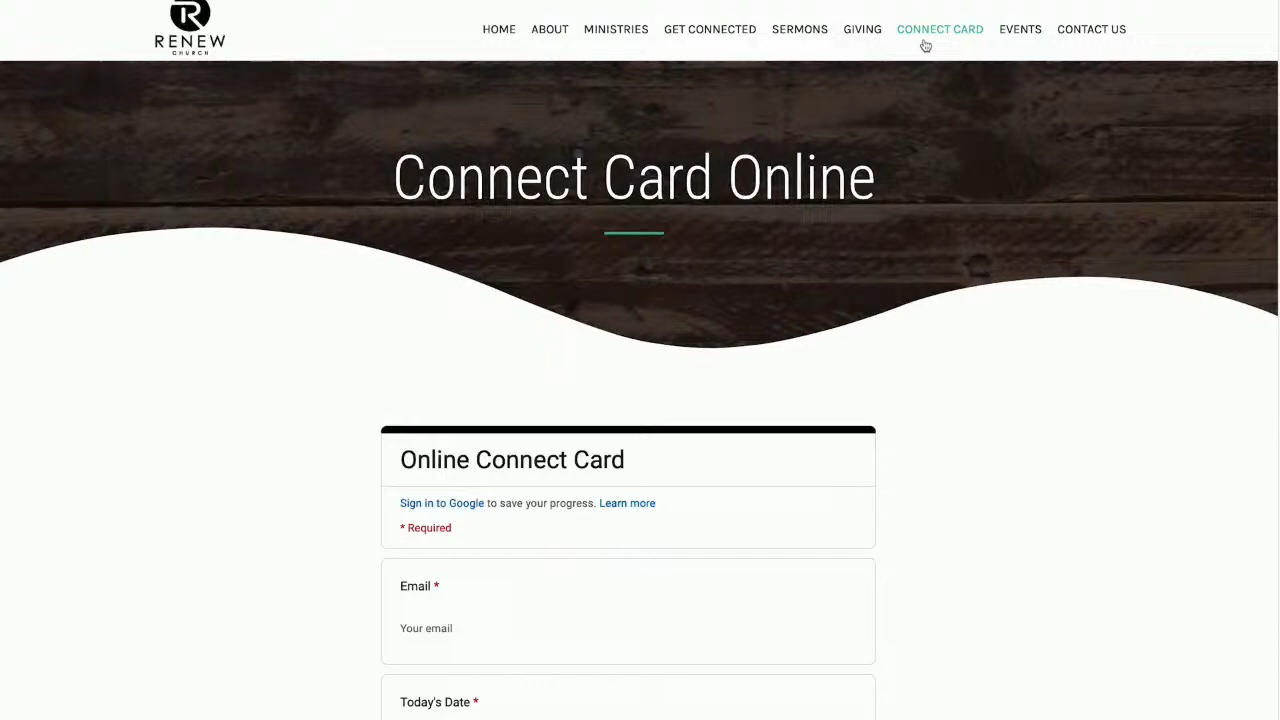 RENEW
CHURCH
HOME ABOUT MINISTRIES GET CONNECTED SERMONS GIVING CONNECT CARD EVENTS CONTACT US
Connect Card Online
Online Connect Card
Sign in to Google to save your progress. Learn more
* Required
Email *
Your email
Today's Date *